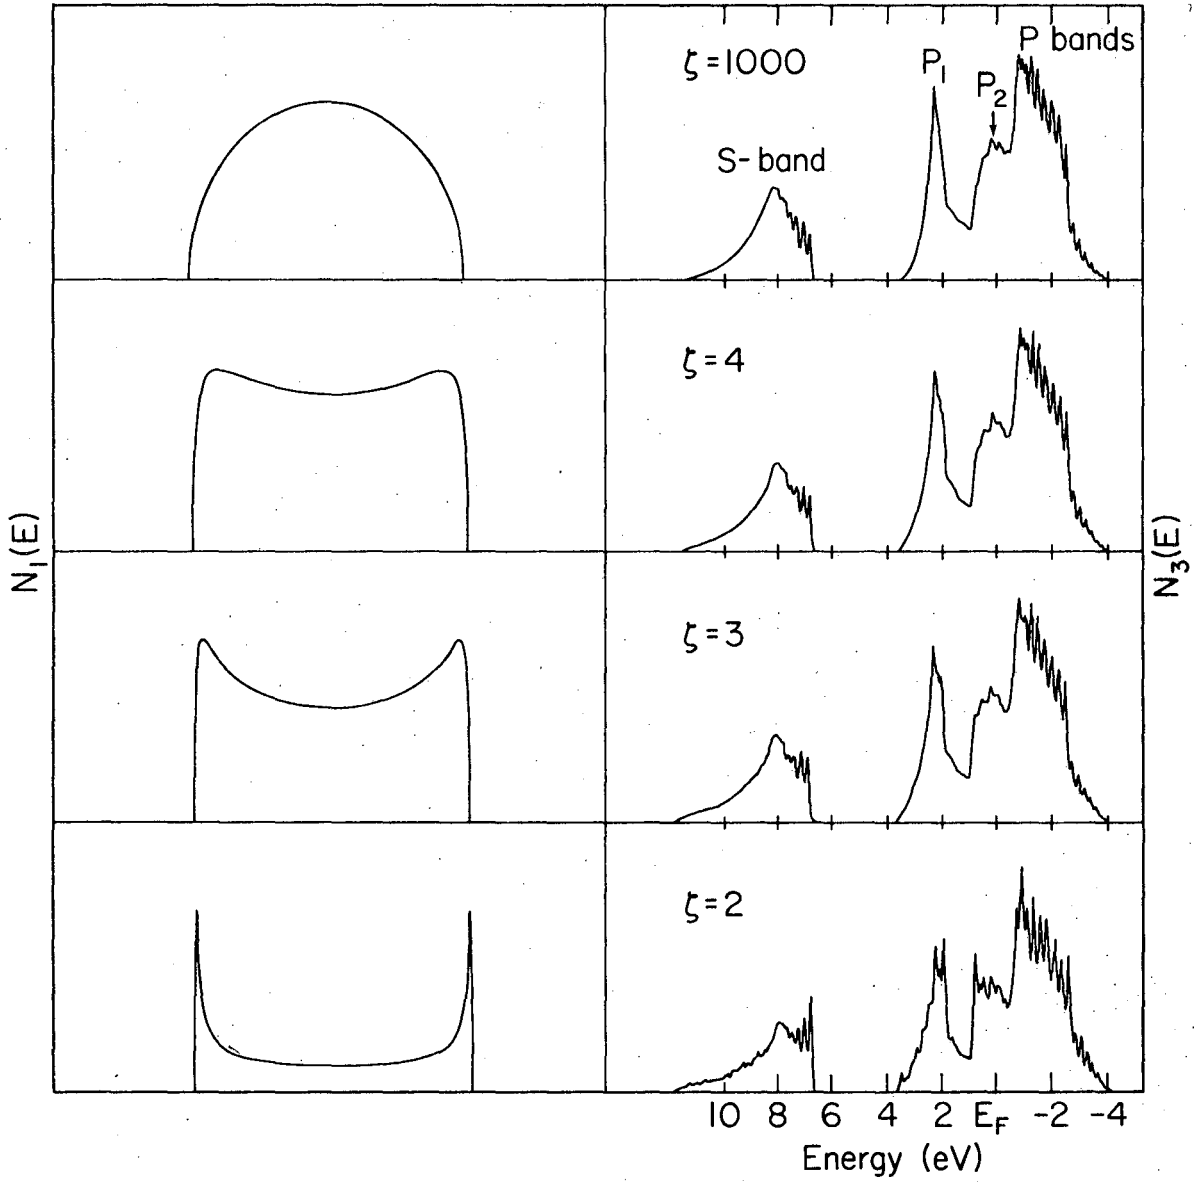 ζ=1000
P₁
P₂
P bands
S-band
ζ=4
N₁(E)
N₃(E)
ζ=3
ζ=2
10 8 6 4 2 E_F -2 -4
Energy (eV)